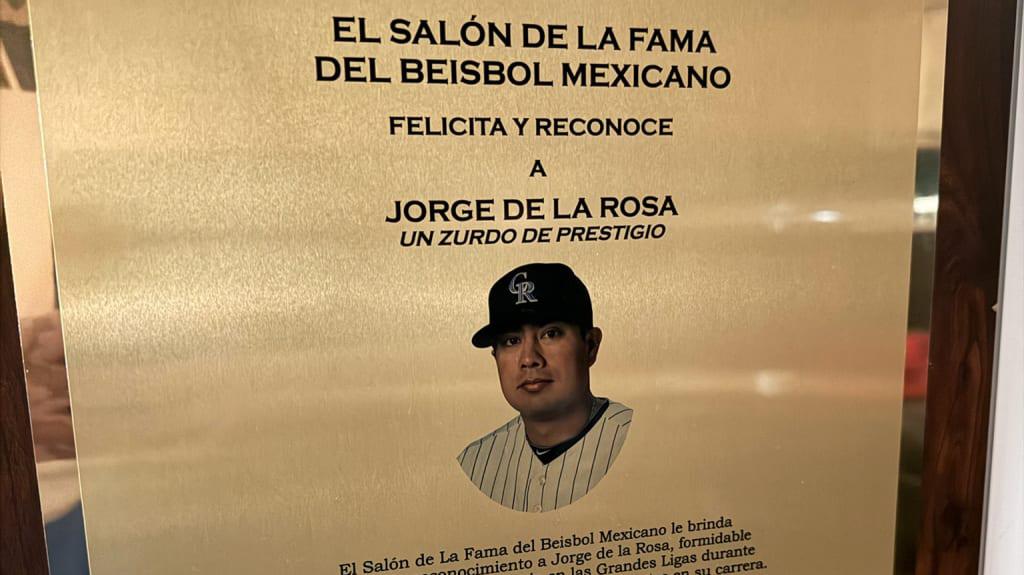 EL SALÓN DE LA FAMA
DEL BEISBOL MEXICANO
FELICITA Y RECONOCE
A
JORGE DE LA ROSA
UN ZURDO DE PRESTIGIO
CR
El Salón de La Fama del Beisbol Mexicano le brinda
reconocimiento a Jorge de la Rosa, formidable
en las Grandes Ligas durante
en su carrera.